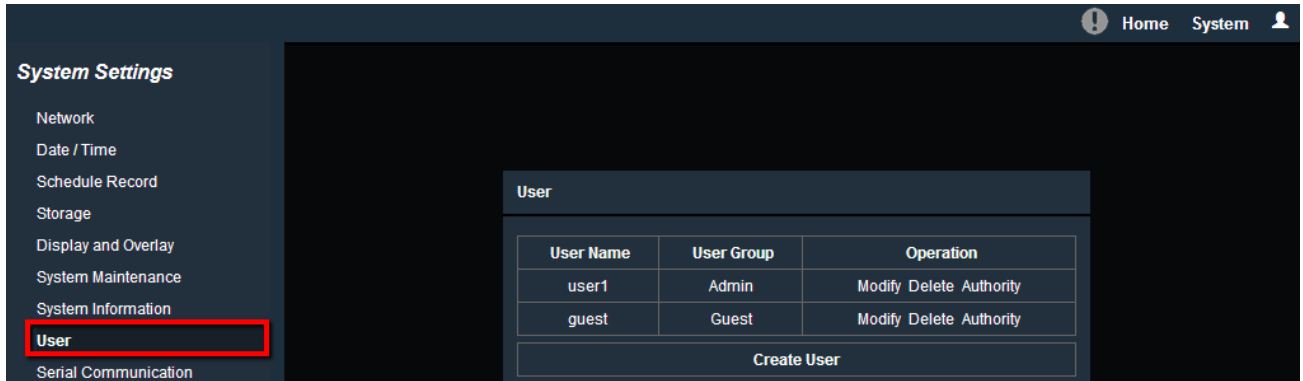 Home System
System Settings
Network
Date / Time
Schedule Record
Storage
Display and Overlay
System Maintenance
System Information
User
Serial Communication
User
User Name User Group Operation
user1 Admin Modify Delete Authority
guest Guest Modify Delete Authority
Create User